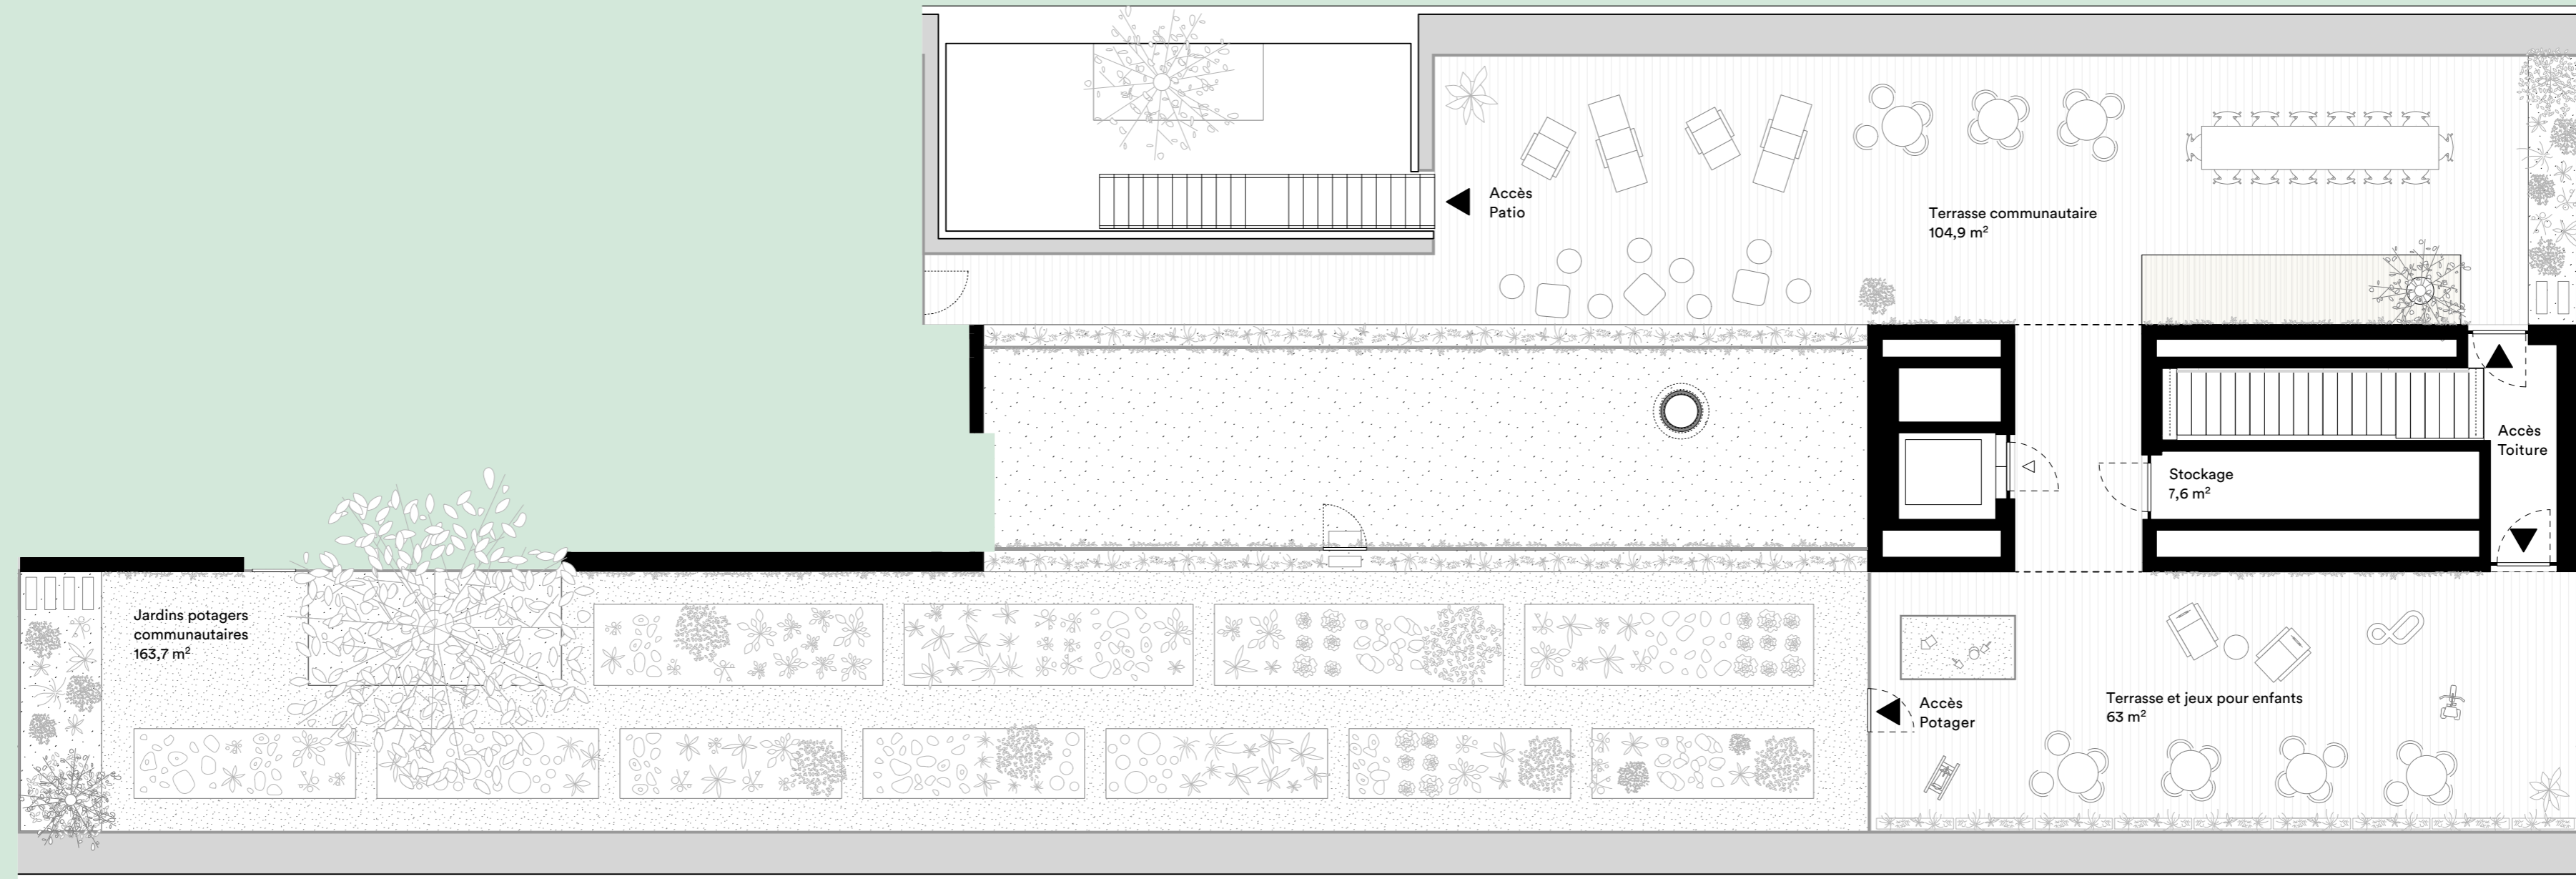 Accès
Patio
Terrasse communautaire
104,9 m²
Accès
Toiture
Stockage
7,6 m²
Jardins potagers
communautaires
163,7 m²
Accès
Potager
Terrasse et jeux pour enfants
63 m²